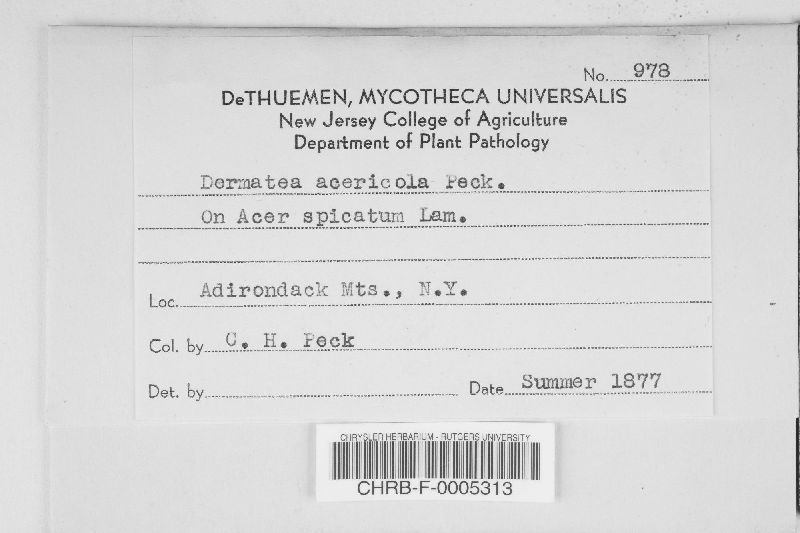 No. 978
DeTHUEMEN, MYCOTHECA UNIVERSALIS
New Jersey College of Agriculture
Department of Plant Pathology
Dermatea acericola Peck.
On Acer spicatum Lam.
Loc. Adirondack Mts., N.Y.
Col. by C. H. Peck
Det. by Date Summer 1877
CHRYSLER HERBARIUM - RUTGERS UNIVERSITY
CHRB-F-0005313